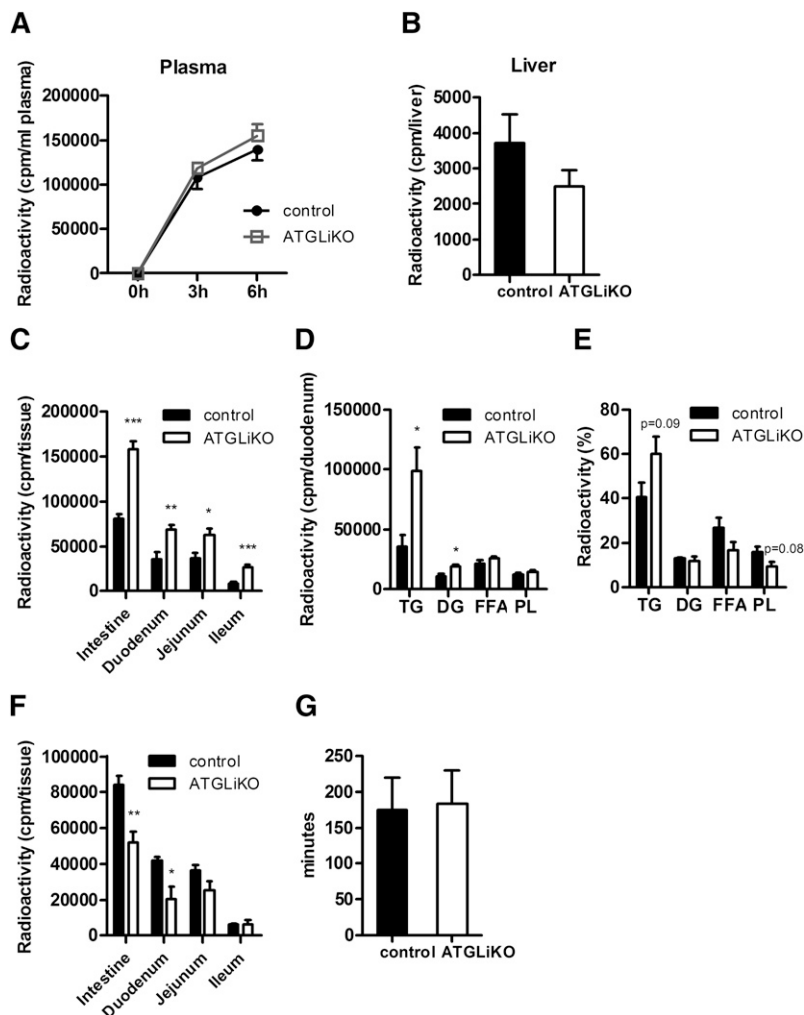 A
Plasma
Radioactivity (cpm/ml plasma)
200000
150000
100000
50000
0
0h 3h 6h
control
ATGLiKO
B
Liver
Radioactivity (cpm/liver)
5000
4000
3000
2000
1000
0
control ATGLiKO
C
Radioactivity (cpm/tissue)
200000
150000
100000
50000
0
control
ATGLiKO
***
**
*
***
Intestine
Duodenum
Jejunum
Ileum
D
Radioactivity (cpm/duodenum)
150000
100000
50000
0
control
ATGLiKO
*
*
TG DG FFA PL
E
Radioactivity (%)
80
60
40
20
0
control
ATGLiKO
p=0.09
p=0.08
TG DG FFA PL
F
Radioactivity (cpm/tissue)
100000
80000
60000
40000
20000
0
control
ATGLiKO
**
*
Intestine
Duodenum
Jejunum
Ileum
G
minutes
250
200
150
100
50
0
control ATGLiKO